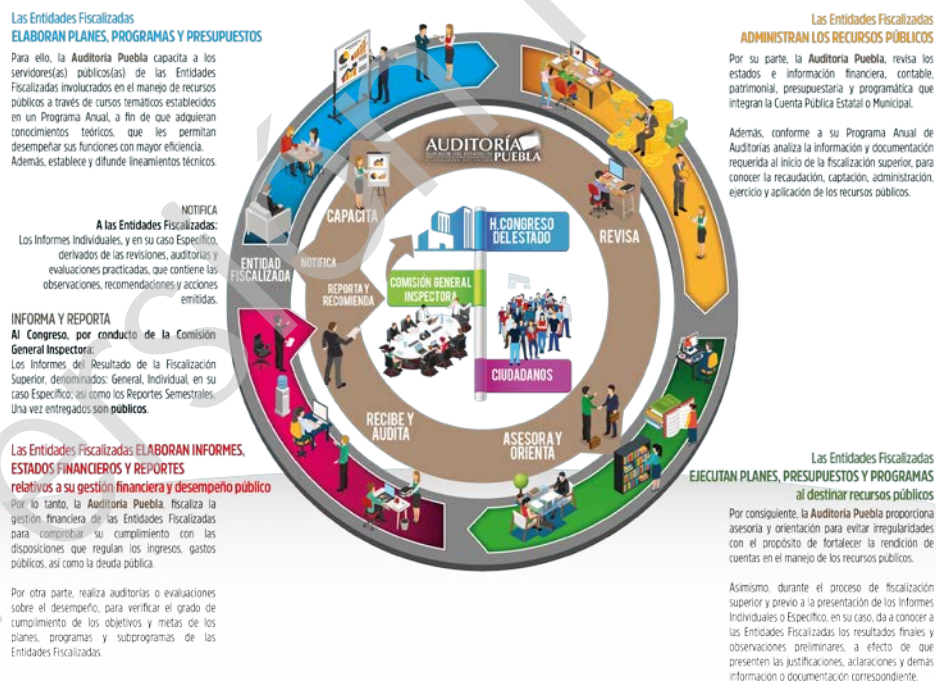 Las Entidades Fiscalizadas
ELABORAN PLANES, PROGRAMAS Y PRESUPUESTOS
Para ello, la Auditoría Puebla capacita a los
servidores(as) públicos(as) de las Entidades
Fiscalizadas involucrados en el manejo de recursos
públicos a través de cursos temáticos establecidos
en un Programa Anual, a fin de que adquieran
conocimientos teóricos, que les permitan
desempeñar sus funciones con mayor eficiencia.
Además, establece y difunde lineamientos técnicos.
NOTIFICA
A las Entidades Fiscalizadas:
Los Informes Individuales, y en su caso Específico,
derivados de las revisiones, auditorías y
evaluaciones practicadas, que contiene las
observaciones, recomendaciones y acciones
emitidas.
INFORMA Y REPORTA
Al Congreso, por conducto de la Comisión
General Inspectora:
Los Informes del Resultado de la Fiscalización
Superior, denominados: General, Individual, en su
caso Específico; así como los Reportes Semestrales.
Una vez entregados son públicos.
Las Entidades Fiscalizadas ELABORAN INFORMES,
ESTADOS FINANCIEROS Y REPORTES
relativos a su gestión financiera y desempeño público
Por lo tanto, la Auditoría Puebla, fiscaliza la
gestión financiera de las Entidades Fiscalizadas
para comprobar su cumplimiento con las
disposiciones que regulan los ingresos, gastos
públicos, así como la deuda pública.
Por otra parte, realiza auditorías o evaluaciones
sobre el desempeño, para verificar el grado de
cumplimiento de los objetivos y metas de los
planes, programas y subprogramas de las
Entidades Fiscalizadas.
AUDITORÍA
PUEBLA
CAPACITA
REVISA
ENTIDAD
FISCALIZADA
NOTIFICA
REPORTA Y
RECOMIENDA
H. CONGRESO
DEL ESTADO
COMISIÓN GENERAL
INSPECTORA
CIUDADANOS
RECIBE Y
AUDITA
ASESORA Y
ORIENTA
Las Entidades Fiscalizadas
ADMINISTRAN LOS RECURSOS PÚBLICOS
Por su parte, la Auditoría Puebla, revisa los
estados e información financiera, contable,
patrimonial, presupuestaria y programática que
integran la Cuenta Pública Estatal o Municipal.
Además, conforme a su Programa Anual de
Auditorías analiza la información y documentación
requerida al inicio de la fiscalización superior, para
conocer la recaudación, captación, administración,
ejercicio y aplicación de los recursos públicos.
Las Entidades Fiscalizadas
EJECUTAN PLANES, PRESUPUESTOS Y PROGRAMAS
al destinar recursos públicos
Por consiguiente, la Auditoría Puebla proporciona
asesoría y orientación para evitar irregularidades
con el propósito de fortalecer la rendición de
cuentas en el manejo de los recursos públicos.
Asimismo, durante el proceso de fiscalización
superior y previo a la presentación de los Informes
Individuales o Específico, en su caso, da a conocer a
las Entidades Fiscalizadas los resultados finales y
observaciones preliminares, a efecto de que
presenten las justificaciones, aclaraciones y demás
información o documentación correspondiente.